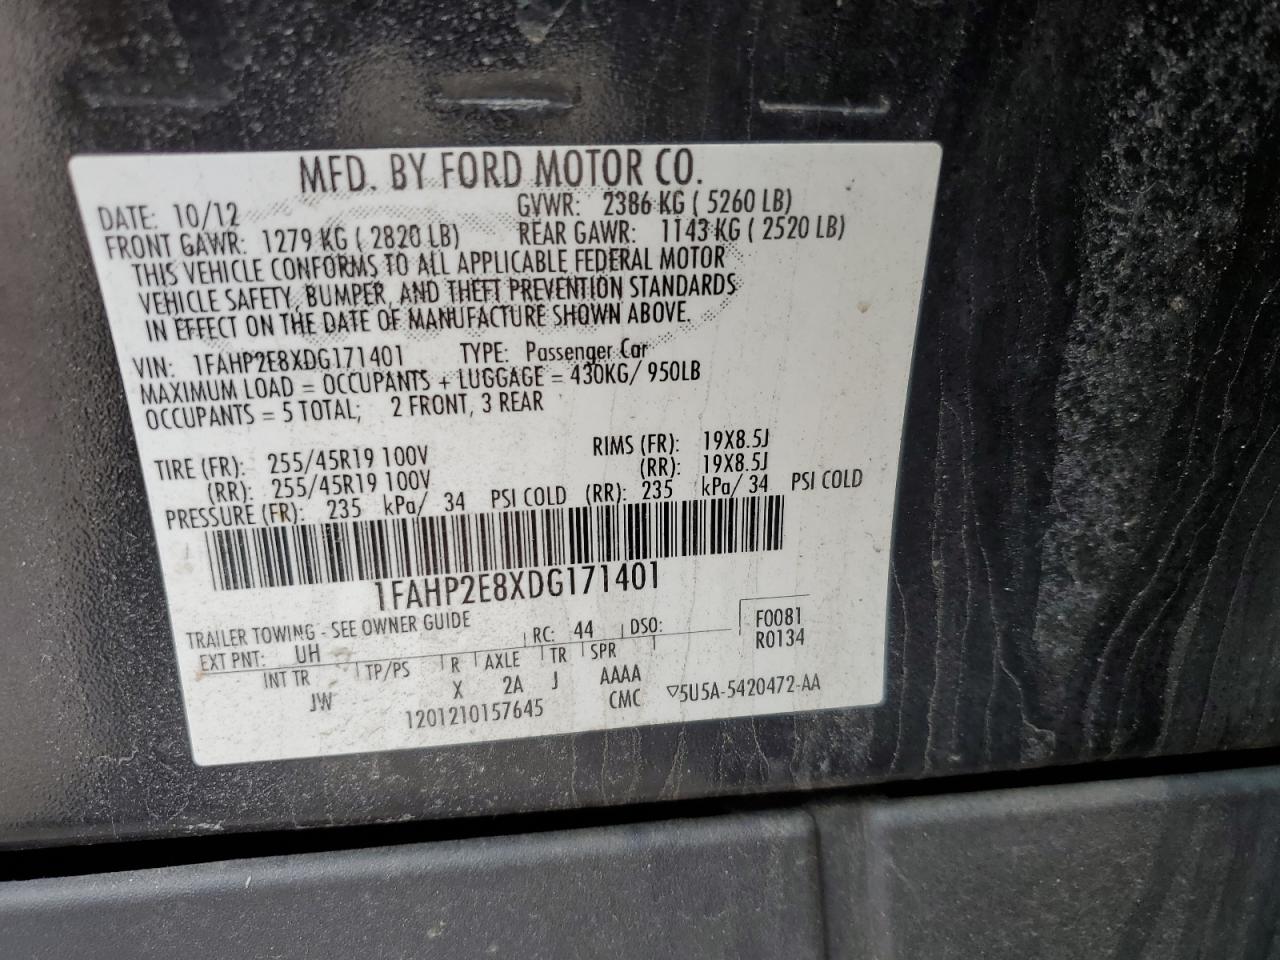 MFD. BY FORD MOTOR CO.
DATE: 10/12 GVWR: 2386 KG ( 5260 LB)
FRONT GAWR: 1279 KG ( 2820 LB) REAR GAWR: 1143 KG ( 2520 LB)
THIS VEHICLE CONFORMS TO ALL APPLICABLE FEDERAL MOTOR
VEHICLE SAFETY, BUMPER, AND THEFT PREVENTION STANDARDS
IN EFFECT ON THE DATE OF MANUFACTURE SHOWN ABOVE.
VIN: 1FAHP2E8XDG171401 TYPE: Passenger Car
MAXIMUM LOAD = OCCUPANTS + LUGGAGE = 430KG/ 950LB
OCCUPANTS = 5 TOTAL; 2 FRONT, 3 REAR
TIRE (FR): 255/45R19 100V RIMS (FR): 19X8.5J
(RR): 255/45R19 100V (RR): 19X8.5J
PRESSURE (FR): 235 kPa/ 34 PSI COLD (RR): 235 kPa/ 34 PSI COLD
1FAHP2E8XDG171401
TRAILER TOWING - SEE OWNER GUIDE
EXT PNT: UH RC: 44 DSO: F0081
R0134
INT TR TP/PS R AXLE TR SPR
JW X 2A J AAAA
1201210157645 CMC ▽5U5A-5420472-AA